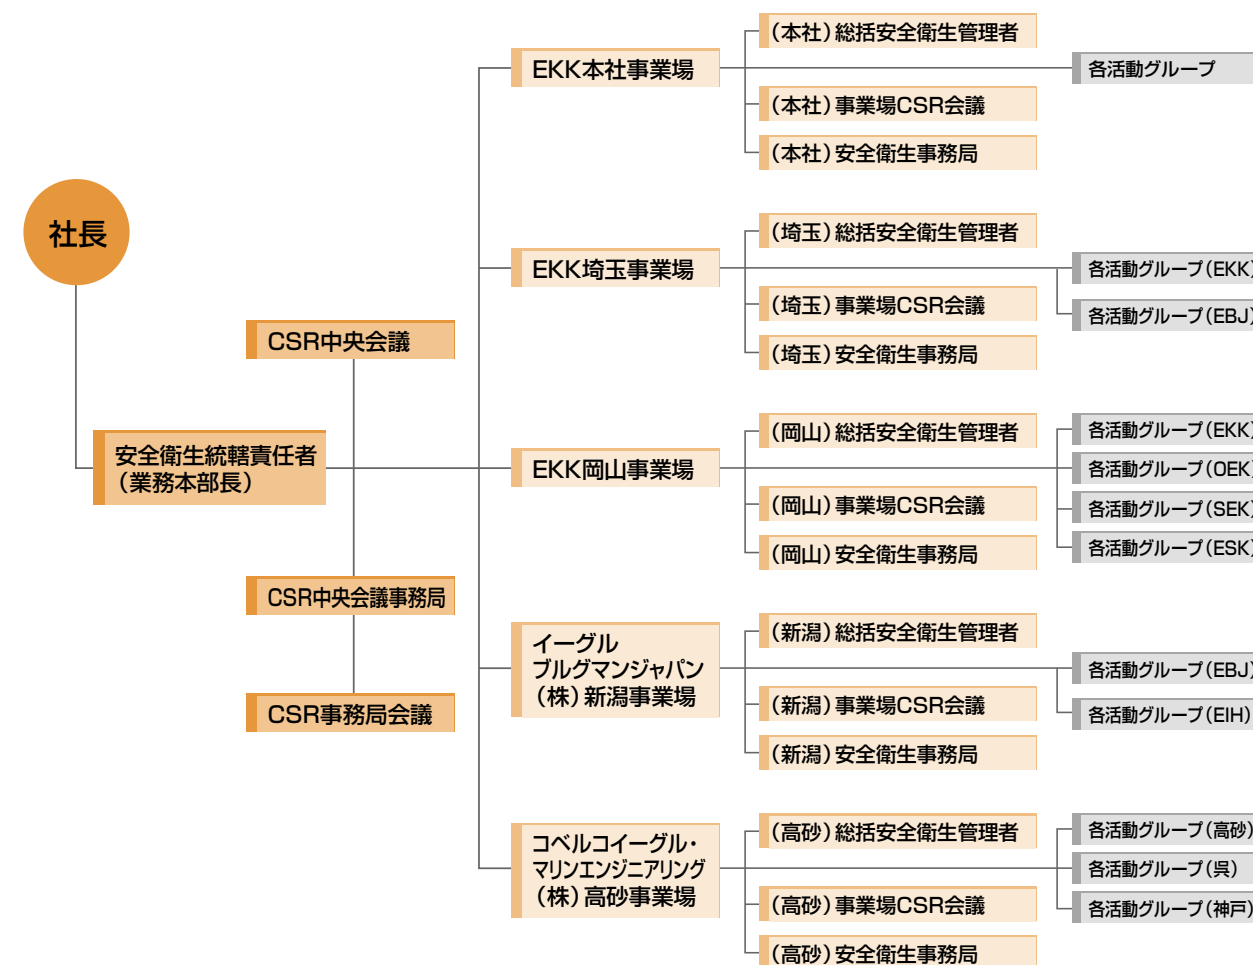 社長
安全衛生統轄責任者
（業務本部長）
CSR中央会議
CSR中央会議事務局
CSR事務局会議
EKK本社事業場
（本社）総括安全衛生管理者
（本社）事業場CSR会議
（本社）安全衛生事務局
各活動グループ
EKK埼玉事業場
（埼玉）総括安全衛生管理者
（埼玉）事業場CSR会議
（埼玉）安全衛生事務局
各活動グループ（EKK）
各活動グループ（EBJ）
EKK岡山事業場
（岡山）総括安全衛生管理者
（岡山）事業場CSR会議
（岡山）安全衛生事務局
各活動グループ（EKK）
各活動グループ（OEK）
各活動グループ（SEK）
各活動グループ（ESK）
イーグル
ブルグマンジャパン
（株）新潟事業場
（新潟）総括安全衛生管理者
（新潟）事業場CSR会議
（新潟）安全衛生事務局
各活動グループ（EBJ）
各活動グループ（EIH）
コベルコイーグル・
マリンエンジニアリング
（株）高砂事業場
（高砂）総括安全衛生管理者
（高砂）事業場CSR会議
（高砂）安全衛生事務局
各活動グループ（高砂）
各活動グループ（呉）
各活動グループ（神戸）